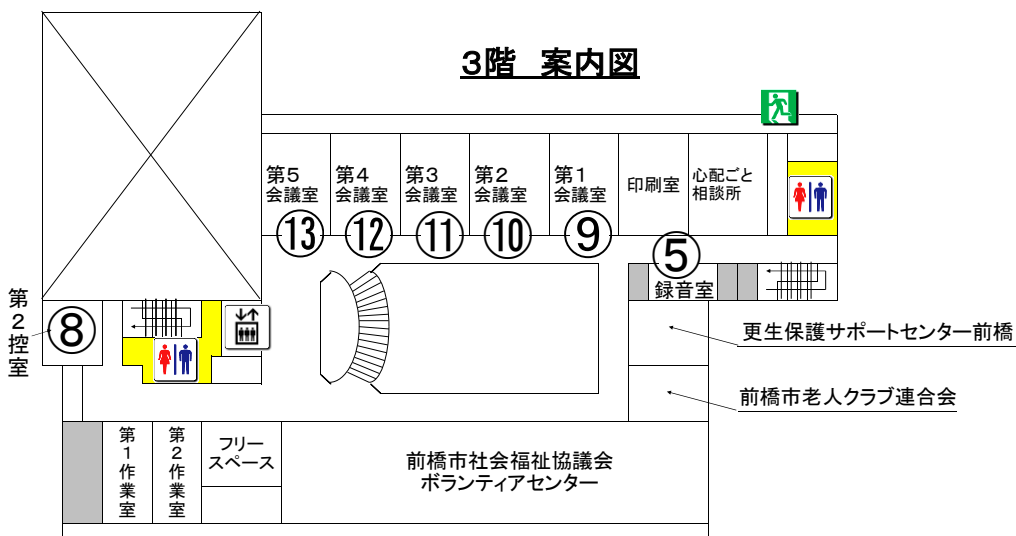 3階 案内図
第5
会議室
⑬
第4
会議室
⑫
第3
会議室
⑪
第2
会議室
⑩
第1
会議室
⑨
印刷室
心配ごと
相談所
⑤
録音室
第2控室
⑧
更生保護サポートセンター前橋
前橋市老人クラブ連合会
第1作業室
第2作業室
フリー
スペース
前橋市社会福祉協議会
ボランティアセンター